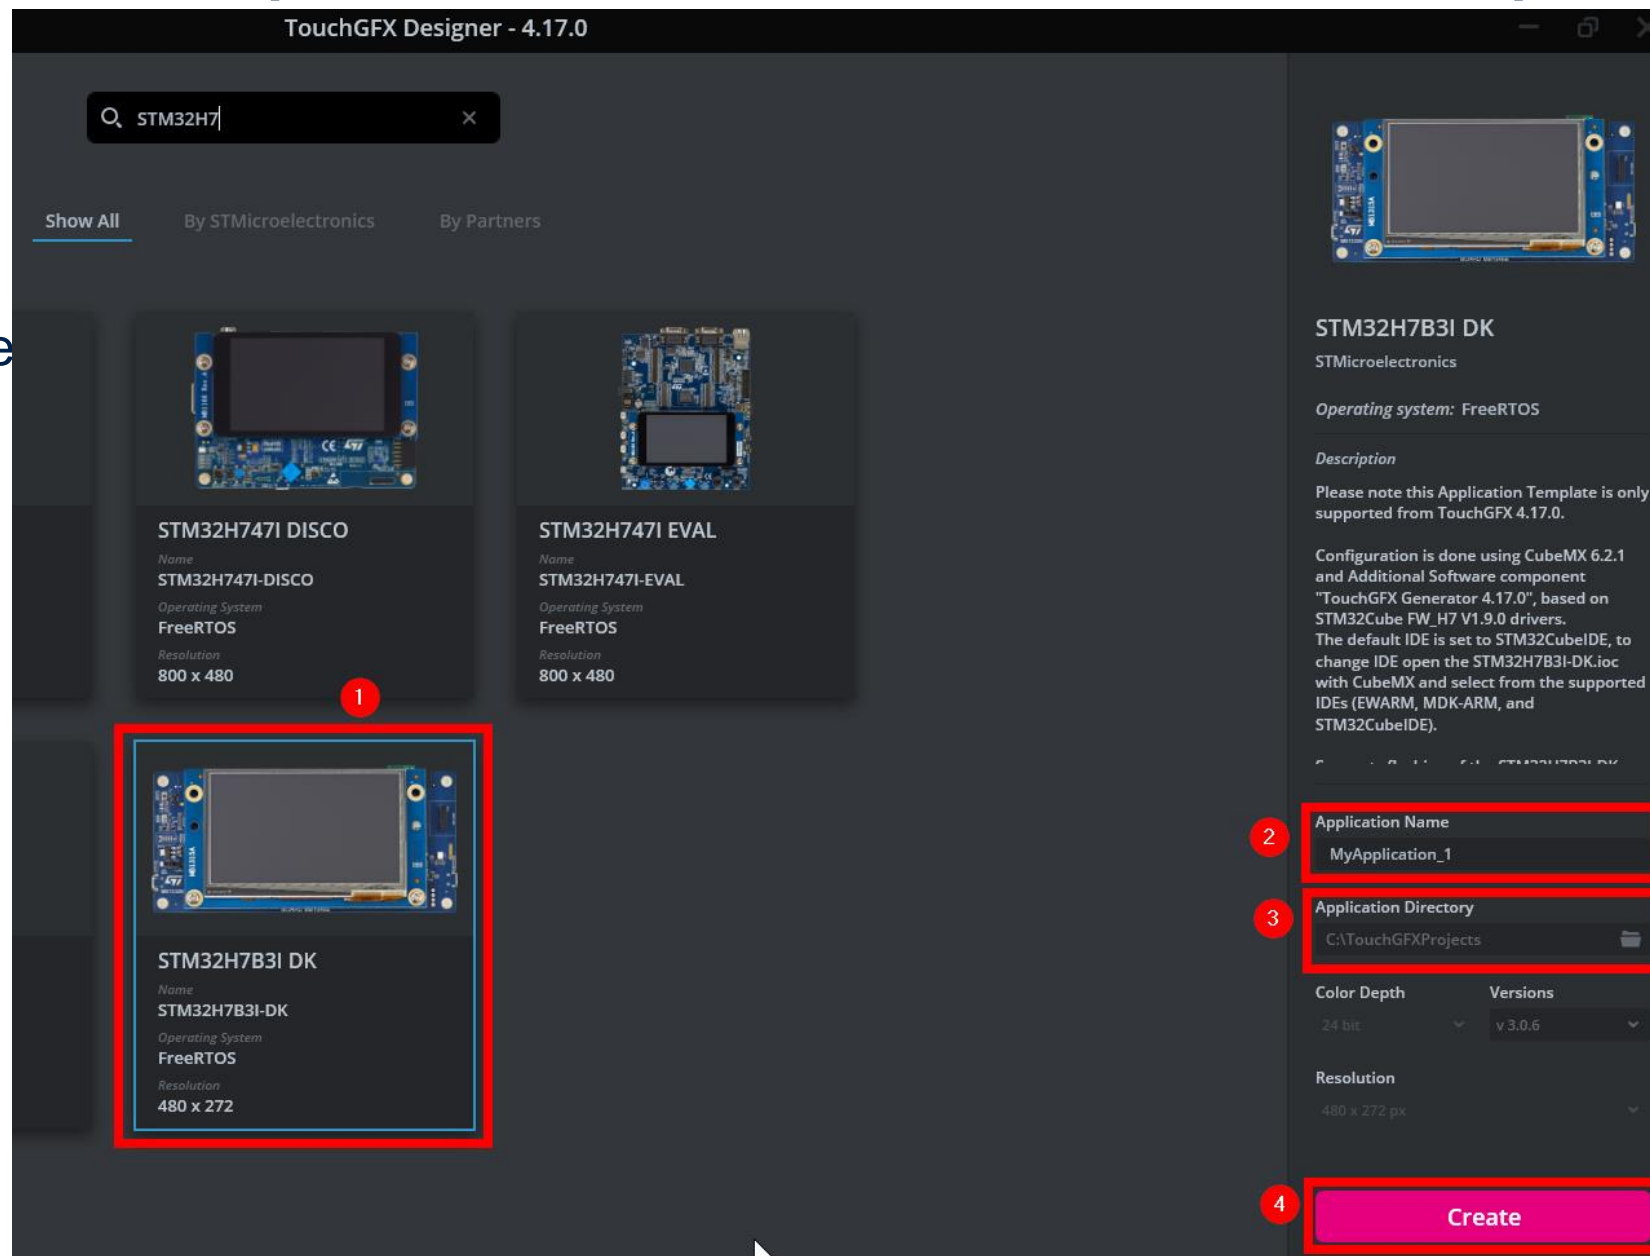 TouchGFX Designer - 4.17.0
STM32H7
Show All
By STMicroelectronics
By Partners
e
STM32H747I DISCO
Name
STM32H747I-DISCO
Operating System
FreeRTOS
Resolution
800 x 480
STM32H747I EVAL
Name
STM32H747I-EVAL
Operating System
FreeRTOS
Resolution
800 x 480
1
STM32H7B3I DK
Name
STM32H7B3I-DK
Operating System
FreeRTOS
Resolution
480 x 272
STM32H7B3I DK
STMicroelectronics
Operating system: FreeRTOS
Description
Please note this Application Template is only
supported from TouchGFX 4.17.0.
Configuration is done using CubeMX 6.2.1
and Additional Software component
"TouchGFX Generator 4.17.0", based on
STM32Cube FW_H7 V1.9.0 drivers.
The default IDE is set to STM32CubeIDE, to
change IDE open the STM32H7B3I-DK.ioc
with CubeMX and select from the supported
IDEs (EWARM, MDK-ARM, and
STM32CubeIDE).
2
Application Name
MyApplication_1
3
Application Directory
C:\TouchGFXProjects
Color Depth
Versions
24 bit
v 3.0.6
Resolution
480 x 272 px
4
Create